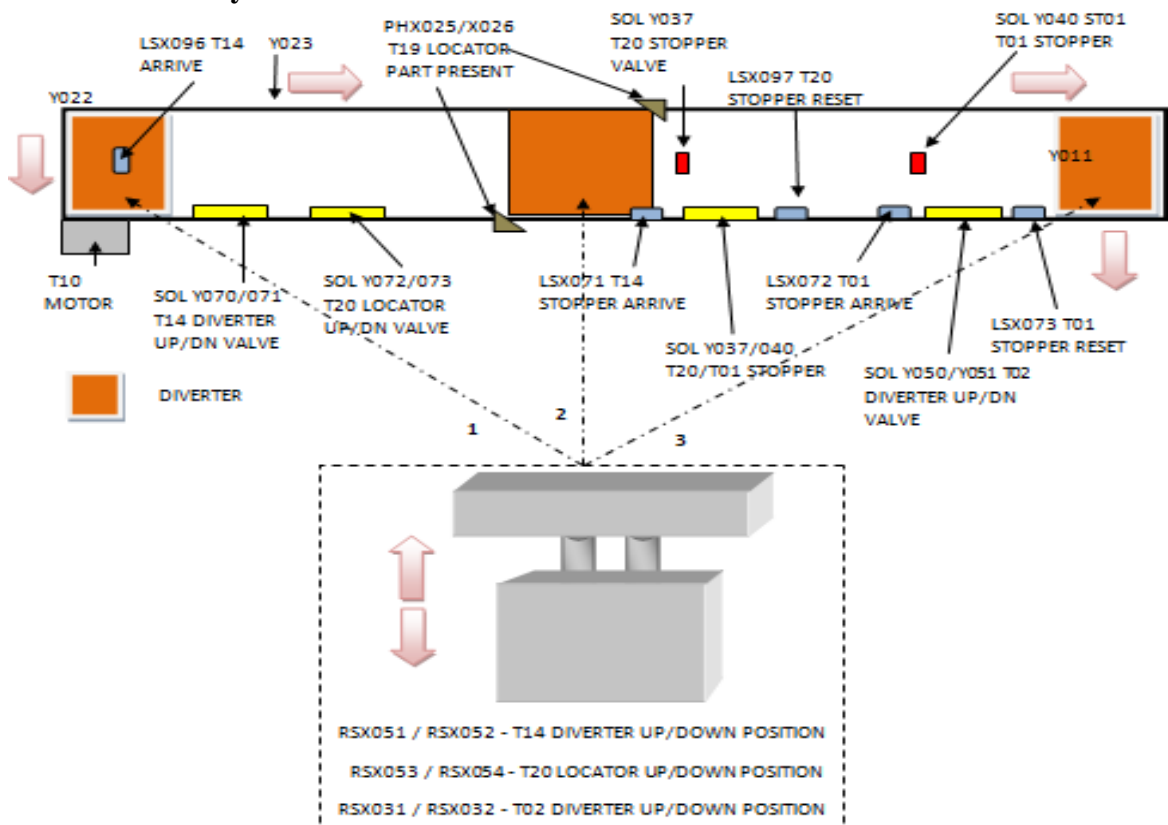 LSX096 T14
ARRIVE
Y023
PHX025/X026
T19 LOCATOR
PART PRESENT
SOL Y037
T20 STOPPER
VALVE
LSX097 T20
STOPPER RESET
SOL Y040 ST01
T01 STOPPER
Y022
Y011
T10
MOTOR
SOL Y070/071
T14 DIVERTER
UP/DN VALVE
SOL Y072/073
T20 LOCATOR
UP/DN VALVE
LSX071 T14
STOPPER ARRIVE
SOL Y037/040
T20/T01 STOPPER
LSX072 T01
STOPPER ARRIVE
SOL Y050/Y051 T02
DIVERTER UP/DN
VALVE
LSX073 T01
STOPPER RESET
DIVERTER
1
2
3
RSX051 / RSX052 - T14 DIVERTER UP/DOWN POSITION
RSX053 / RSX054 - T20 LOCATOR UP/DOWN POSITION
RSX031 / RSX032 - T02 DIVERTER UP/DOWN POSITION